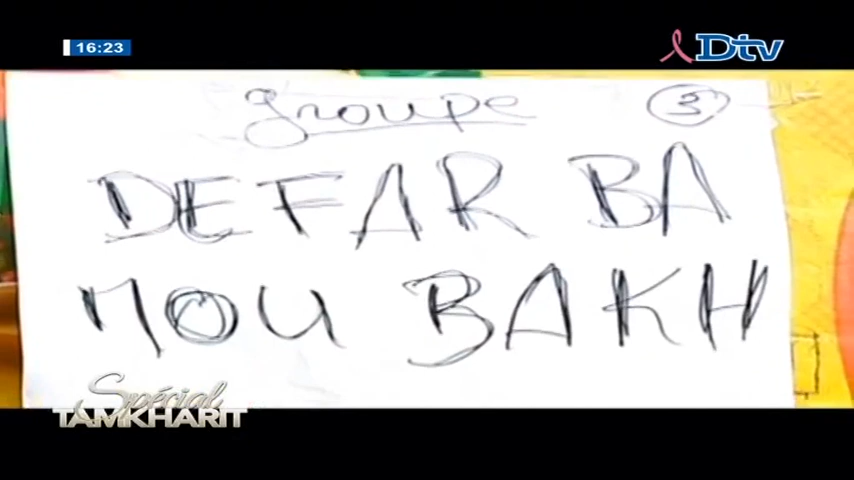 16:23
Dtv
groupe 3
DEFAR BA
MOU BAKH
Spécial
TAMKHARIT